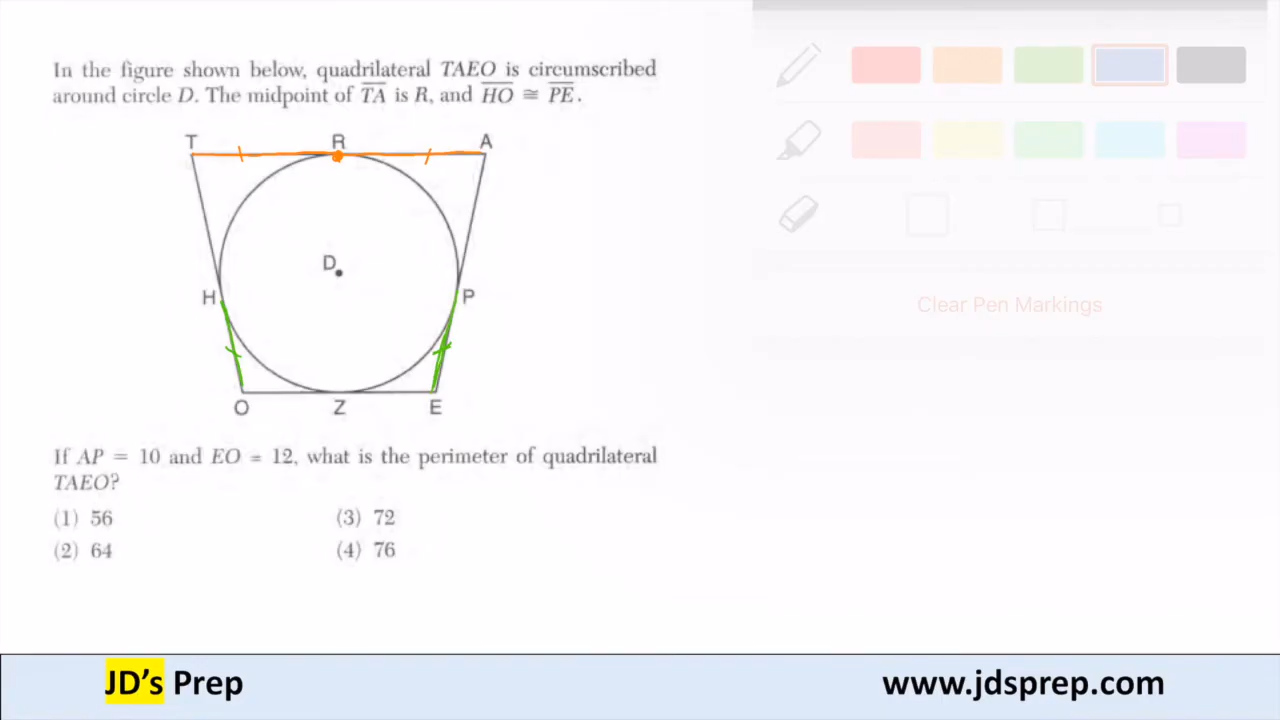 In the figure shown below, quadrilateral TAEO is circumscribed
around circle D. The midpoint of TA is R, and HO ≅ PE.
T R A
D
H P
O Z E
Clear Pen Markings
If AP = 10 and EO = 12, what is the perimeter of quadrilateral
TAEO?
(1) 56 (3) 72
(2) 64 (4) 76
JD's Prep www.jdsprep.com